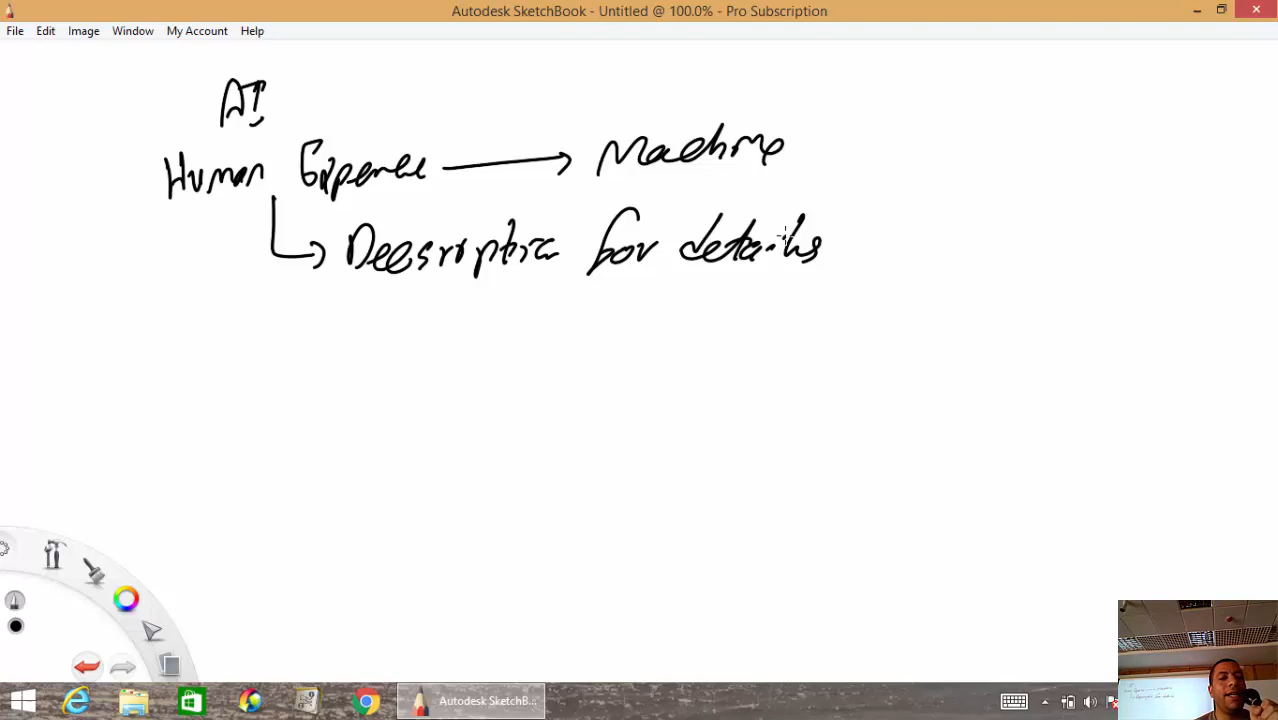 Autodesk SketchBook - Untitled @ 100.0% - Pro Subscription
File Edit Image Window My Account Help
AI
Human Experience → Machine
Description for details
Autodesk SketchB...